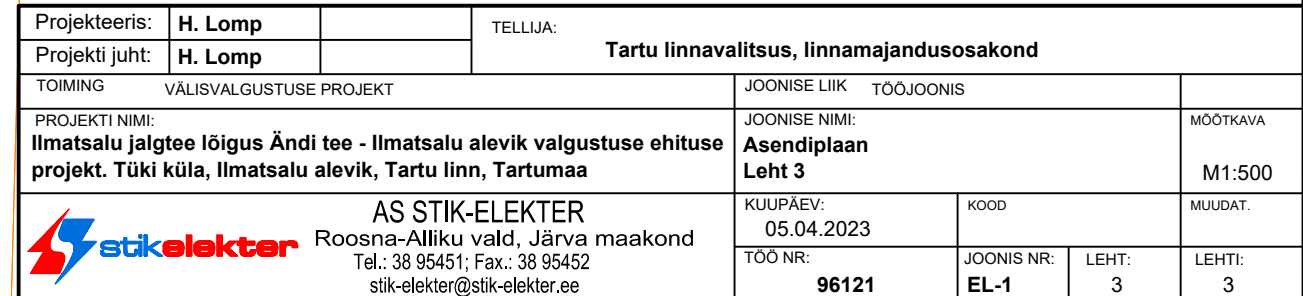 Projekteeris: H. Lomp
TELLIJA:
Projekti juht: H. Lomp
Tartu linnavalitsus, linnamajandusosakond
TOIMING VÄLISVALGUSTUSE PROJEKT
JOONISE LIIK TÖÖJOONIS
PROJEKTI NIMI:
Ilmatsalu jalgtee lõigus Ändi tee - Ilmatsalu alevik valgustuse ehituse
projekt. Tüki küla, Ilmatsalu alevik, Tartu linn, Tartumaa
JOONISE NIMI:
Asendiplaan
Leht 3
MÕÕTKAVA
M1:500
stikelekter
AS STIK-ELEKTER
Roosna-Alliku vald, Järva maakond
Tel.: 38 95451; Fax.: 38 95452
stik-elekter@stik-elekter.ee
KUUPÄEV:
05.04.2023
KOOD
MUUDAT.
TÖÖ NR:
96121
JOONIS NR:
EL-1
LEHT:
3
LEHTI:
3